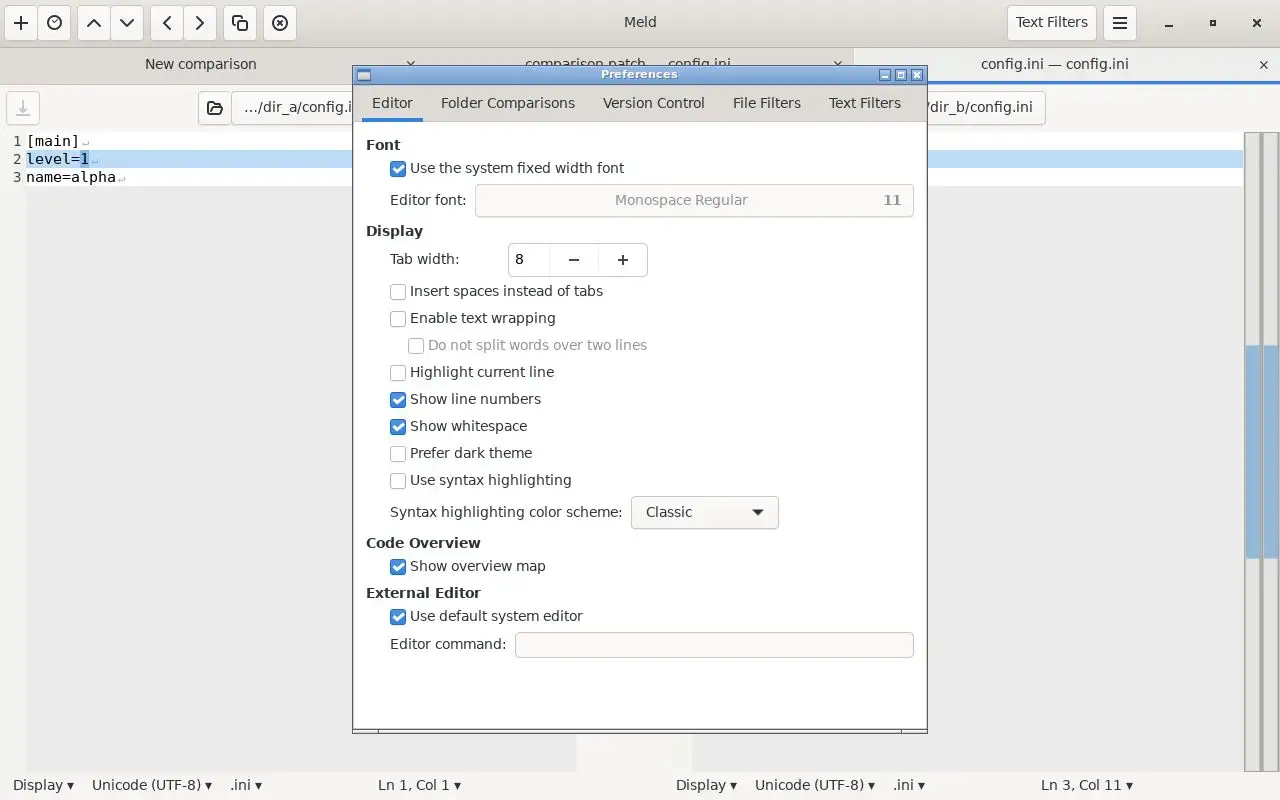 Meld
Text Filters
New comparison
comparison.patch — config.ini
config.ini — config.ini
Preferences
Editor
Folder Comparisons
Version Control
File Filters
Text Filters
.../dir_a/config.i
/dir_b/config.ini
1 [main]
2 level=1
3 name=alpha
Font
Use the system fixed width font
Editor font:
Monospace Regular 11
Display
Tab width: 8
Insert spaces instead of tabs
Enable text wrapping
Do not split words over two lines
Highlight current line
Show line numbers
Show whitespace
Prefer dark theme
Use syntax highlighting
Syntax highlighting color scheme: Classic
Code Overview
Show overview map
External Editor
Use default system editor
Editor command:
Display ▾ Unicode (UTF-8) ▾ .ini ▾ Ln 1, Col 1 ▾
Display ▾ Unicode (UTF-8) ▾ .ini ▾ Ln 3, Col 11 ▾